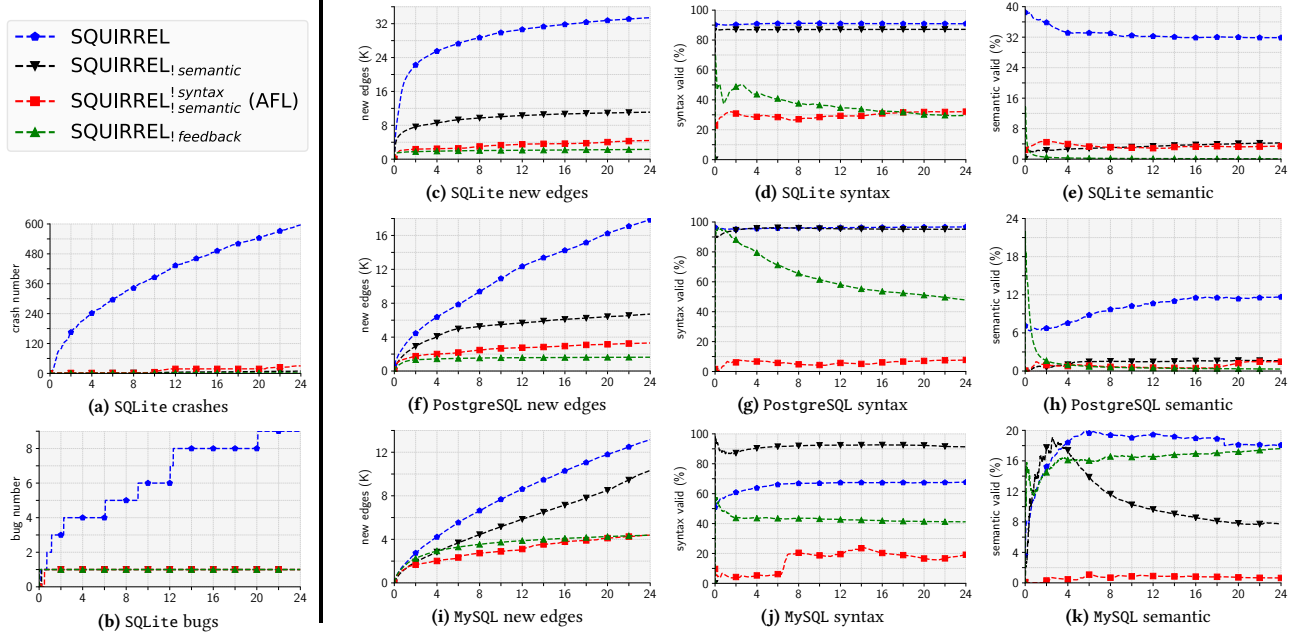 SQUIRREL
SQUIRREL!semantic
SQUIRREL!syntax !semantic (AFL)
SQUIRREL!feedback
new edges (K)
32
24
16
8
0
0 4 8 12 16 20 24
(c) SQLite new edges
syntax valid (%)
100
80
60
40
20
0
0 4 8 12 16 20 24
(d) SQLite syntax
semantic valid (%)
40
32
24
16
8
0
0 4 8 12 16 20 24
(e) SQLite semantic
crash number
600
480
360
240
120
0
0 4 8 12 16 20 24
(a) SQLite crashes
new edges (K)
16
12
8
4
0
0 4 8 12 16 20 24
(f) PostgreSQL new edges
syntax valid (%)
100
80
60
40
20
0
0 4 8 12 16 20 24
(g) PostgreSQL syntax
semantic valid (%)
24
18
12
6
0
0 4 8 12 16 20 24
(h) PostgreSQL semantic
bug number
8
6
4
2
0
0 4 8 12 16 20 24
(b) SQLite bugs
new edges (K)
12
8
4
0
0 4 8 12 16 20 24
(i) MySQL new edges
syntax valid (%)
100
80
60
40
20
0
0 4 8 12 16 20 24
(j) MySQL syntax
semantic valid (%)
20
16
12
8
4
0
0 4 8 12 16 20 24
(k) MySQL semantic